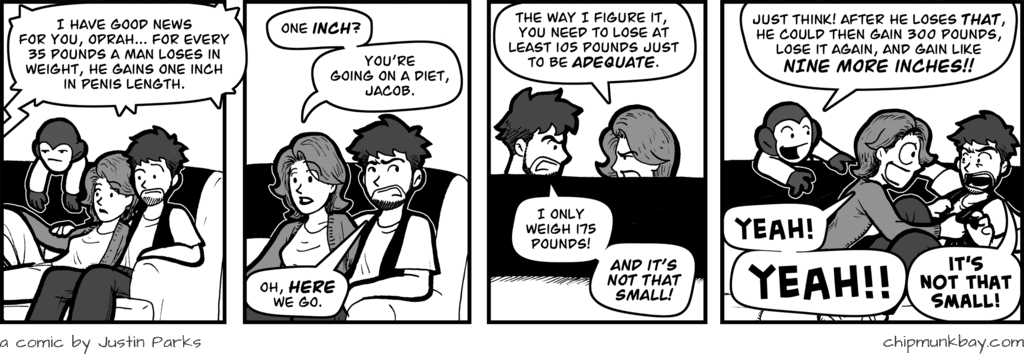 I HAVE GOOD NEWS
FOR YOU, OPRAH... FOR EVERY
35 POUNDS A MAN LOSES IN
WEIGHT, HE GAINS ONE INCH
IN PENIS LENGTH.
ONE INCH?
YOU'RE
GOING ON A DIET,
JACOB.
OH, HERE
WE GO.
THE WAY I FIGURE IT,
YOU NEED TO LOSE AT
LEAST 105 POUNDS JUST
TO BE ADEQUATE.
I ONLY
WEIGH 175
POUNDS!
AND IT'S
NOT THAT
SMALL!
JUST THINK! AFTER HE LOSES THAT,
HE COULD THEN GAIN 300 POUNDS,
LOSE IT AGAIN, AND GAIN LIKE
NINE MORE INCHES!!
YEAH!
YEAH!!
IT'S
NOT THAT
SMALL!
a comic by Justin Parks
chipmunkbay.com